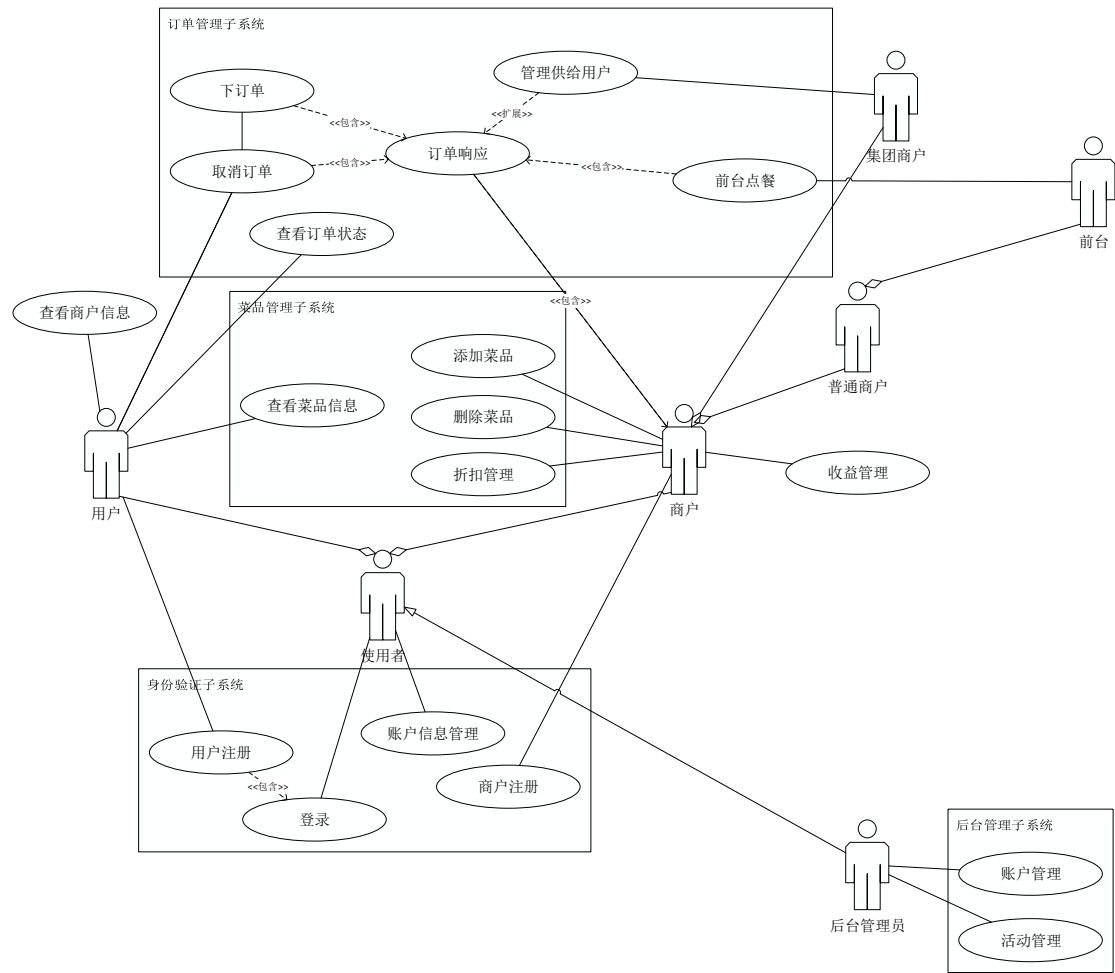 订单管理子系统
管理供给用户
下订单
<<扩展>>
<<包含>>
订单响应
集团商户
取消订单
<<包含>>
<<包含>>
前台点餐
查看订单状态
前台
<<包含>>
菜品管理子系统
查看商户信息
添加菜品
普通商户
查看菜品信息
删除菜品
折扣管理
收益管理
用户
商户
使用者
身份验证子系统
账户信息管理
用户注册
<<包含>>
商户注册
登录
后台管理子系统
账户管理
后台管理员
活动管理